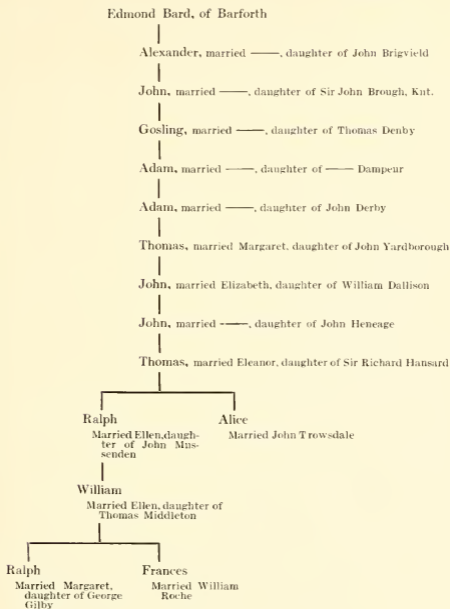 Edmond Bard, of Barforth
Alexander, married ——, daughter of John Brigvield
John, married ——, daughter of Sir John Brough, Knt.
Gosling, married ——, daughter of Thomas Denby
Adam, married ——, daughter of —— Dampeur
Adam, married ——, daughter of John Derby
Thomas, married Margaret, daughter of John Yardborough
John, married Elizabeth, daughter of William Dallison
John, married ——, daughter of John Heneage
Thomas, married Eleanor, daughter of Sir Richard Hansard
Ralph
Married Ellen, daugh-
ter of John Mus-
senden
Alice
Married John Trowsdale
William
Married Ellen, daughter of
Thomas Middleton
Ralph
Married Margaret,
daughter of George
Gilby
Frances
Married William
Roche